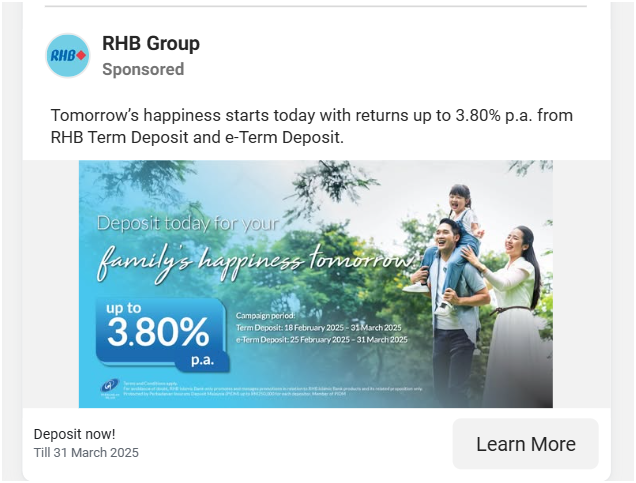 RHB
RHB Group
Sponsored
Tomorrow’s happiness starts today with returns up to 3.80% p.a. from
RHB Term Deposit and e-Term Deposit.
Deposit today for your
family's happiness tomorrow
up to
3.80%
p.a.
Campaign period:
Term Deposit: 18 February 2025 – 31 March 2025
e-Term Deposit: 25 February 2025 – 31 March 2025
Terms and Conditions apply.
Deposit now!
Till 31 March 2025
Learn More